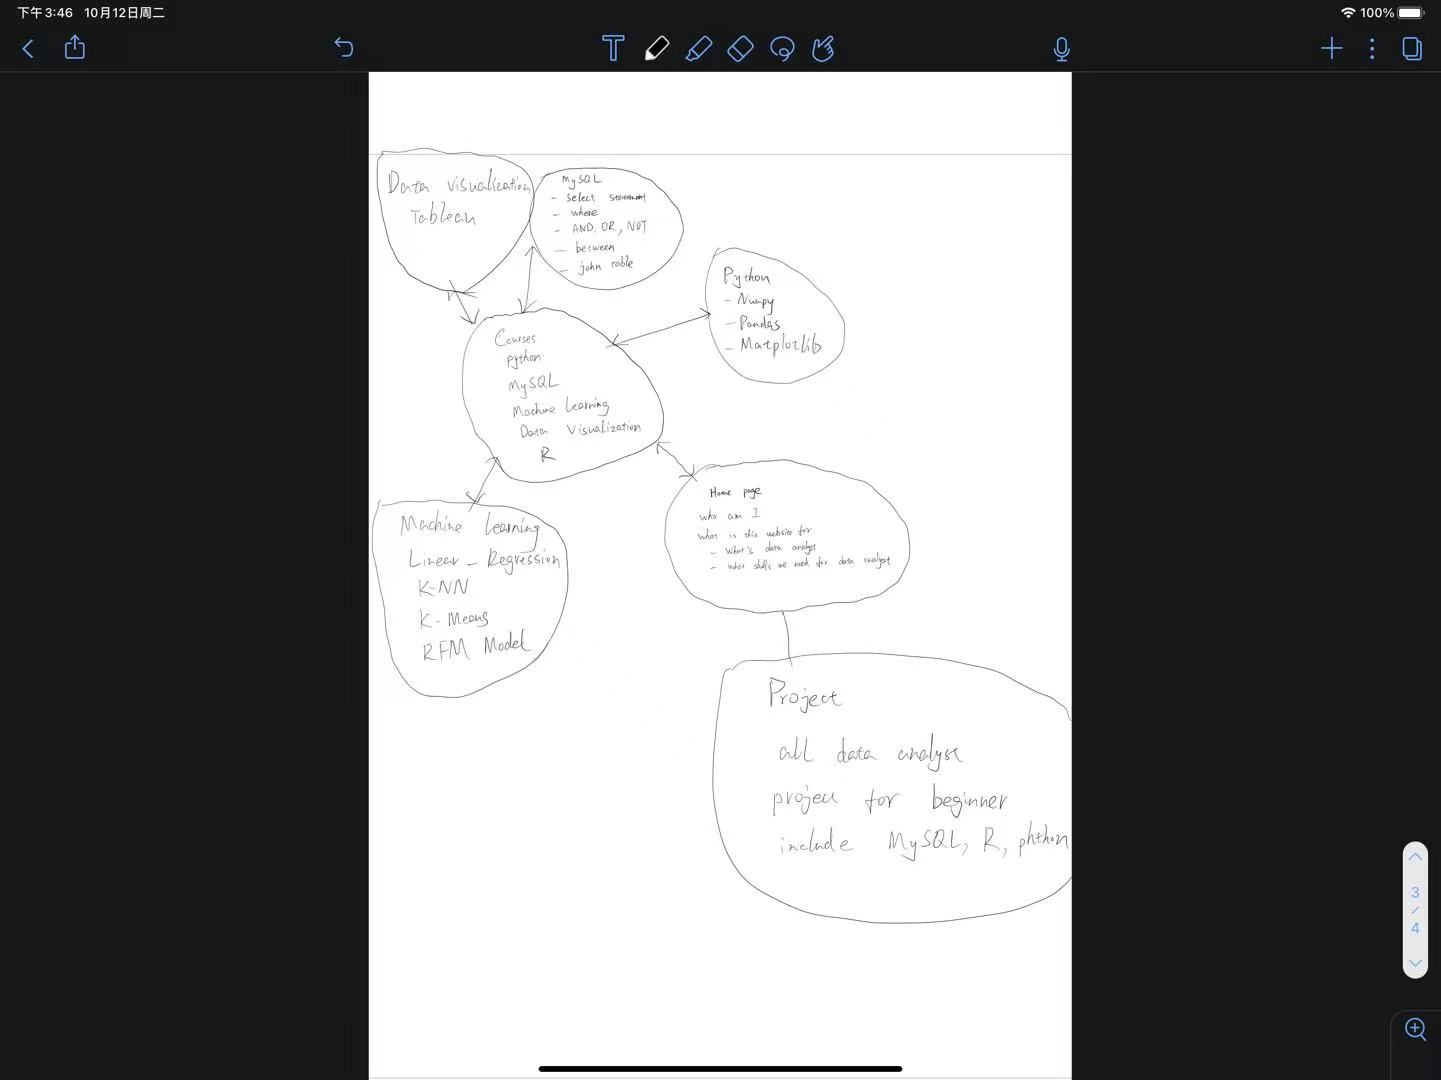 下午3:46 10月12日周二
100%
Data visualization
Tableau
MySQL
- select statement
- where
- AND, OR, NOT
- between
- john table
Python
- Numpy
- Pandas
- Matplotlib
Courses
python
MySQL
Machine Learning
Data Visualization
R
Home page
who am I
what is this website for
- What's data analyst
- what skills we need for data analyst
Machine Learning
Linear - Regression
K-NN
K-Means
RFM Model
Project
all data analyse
project for beginner
include MySQL, R, phthon
3
/
4